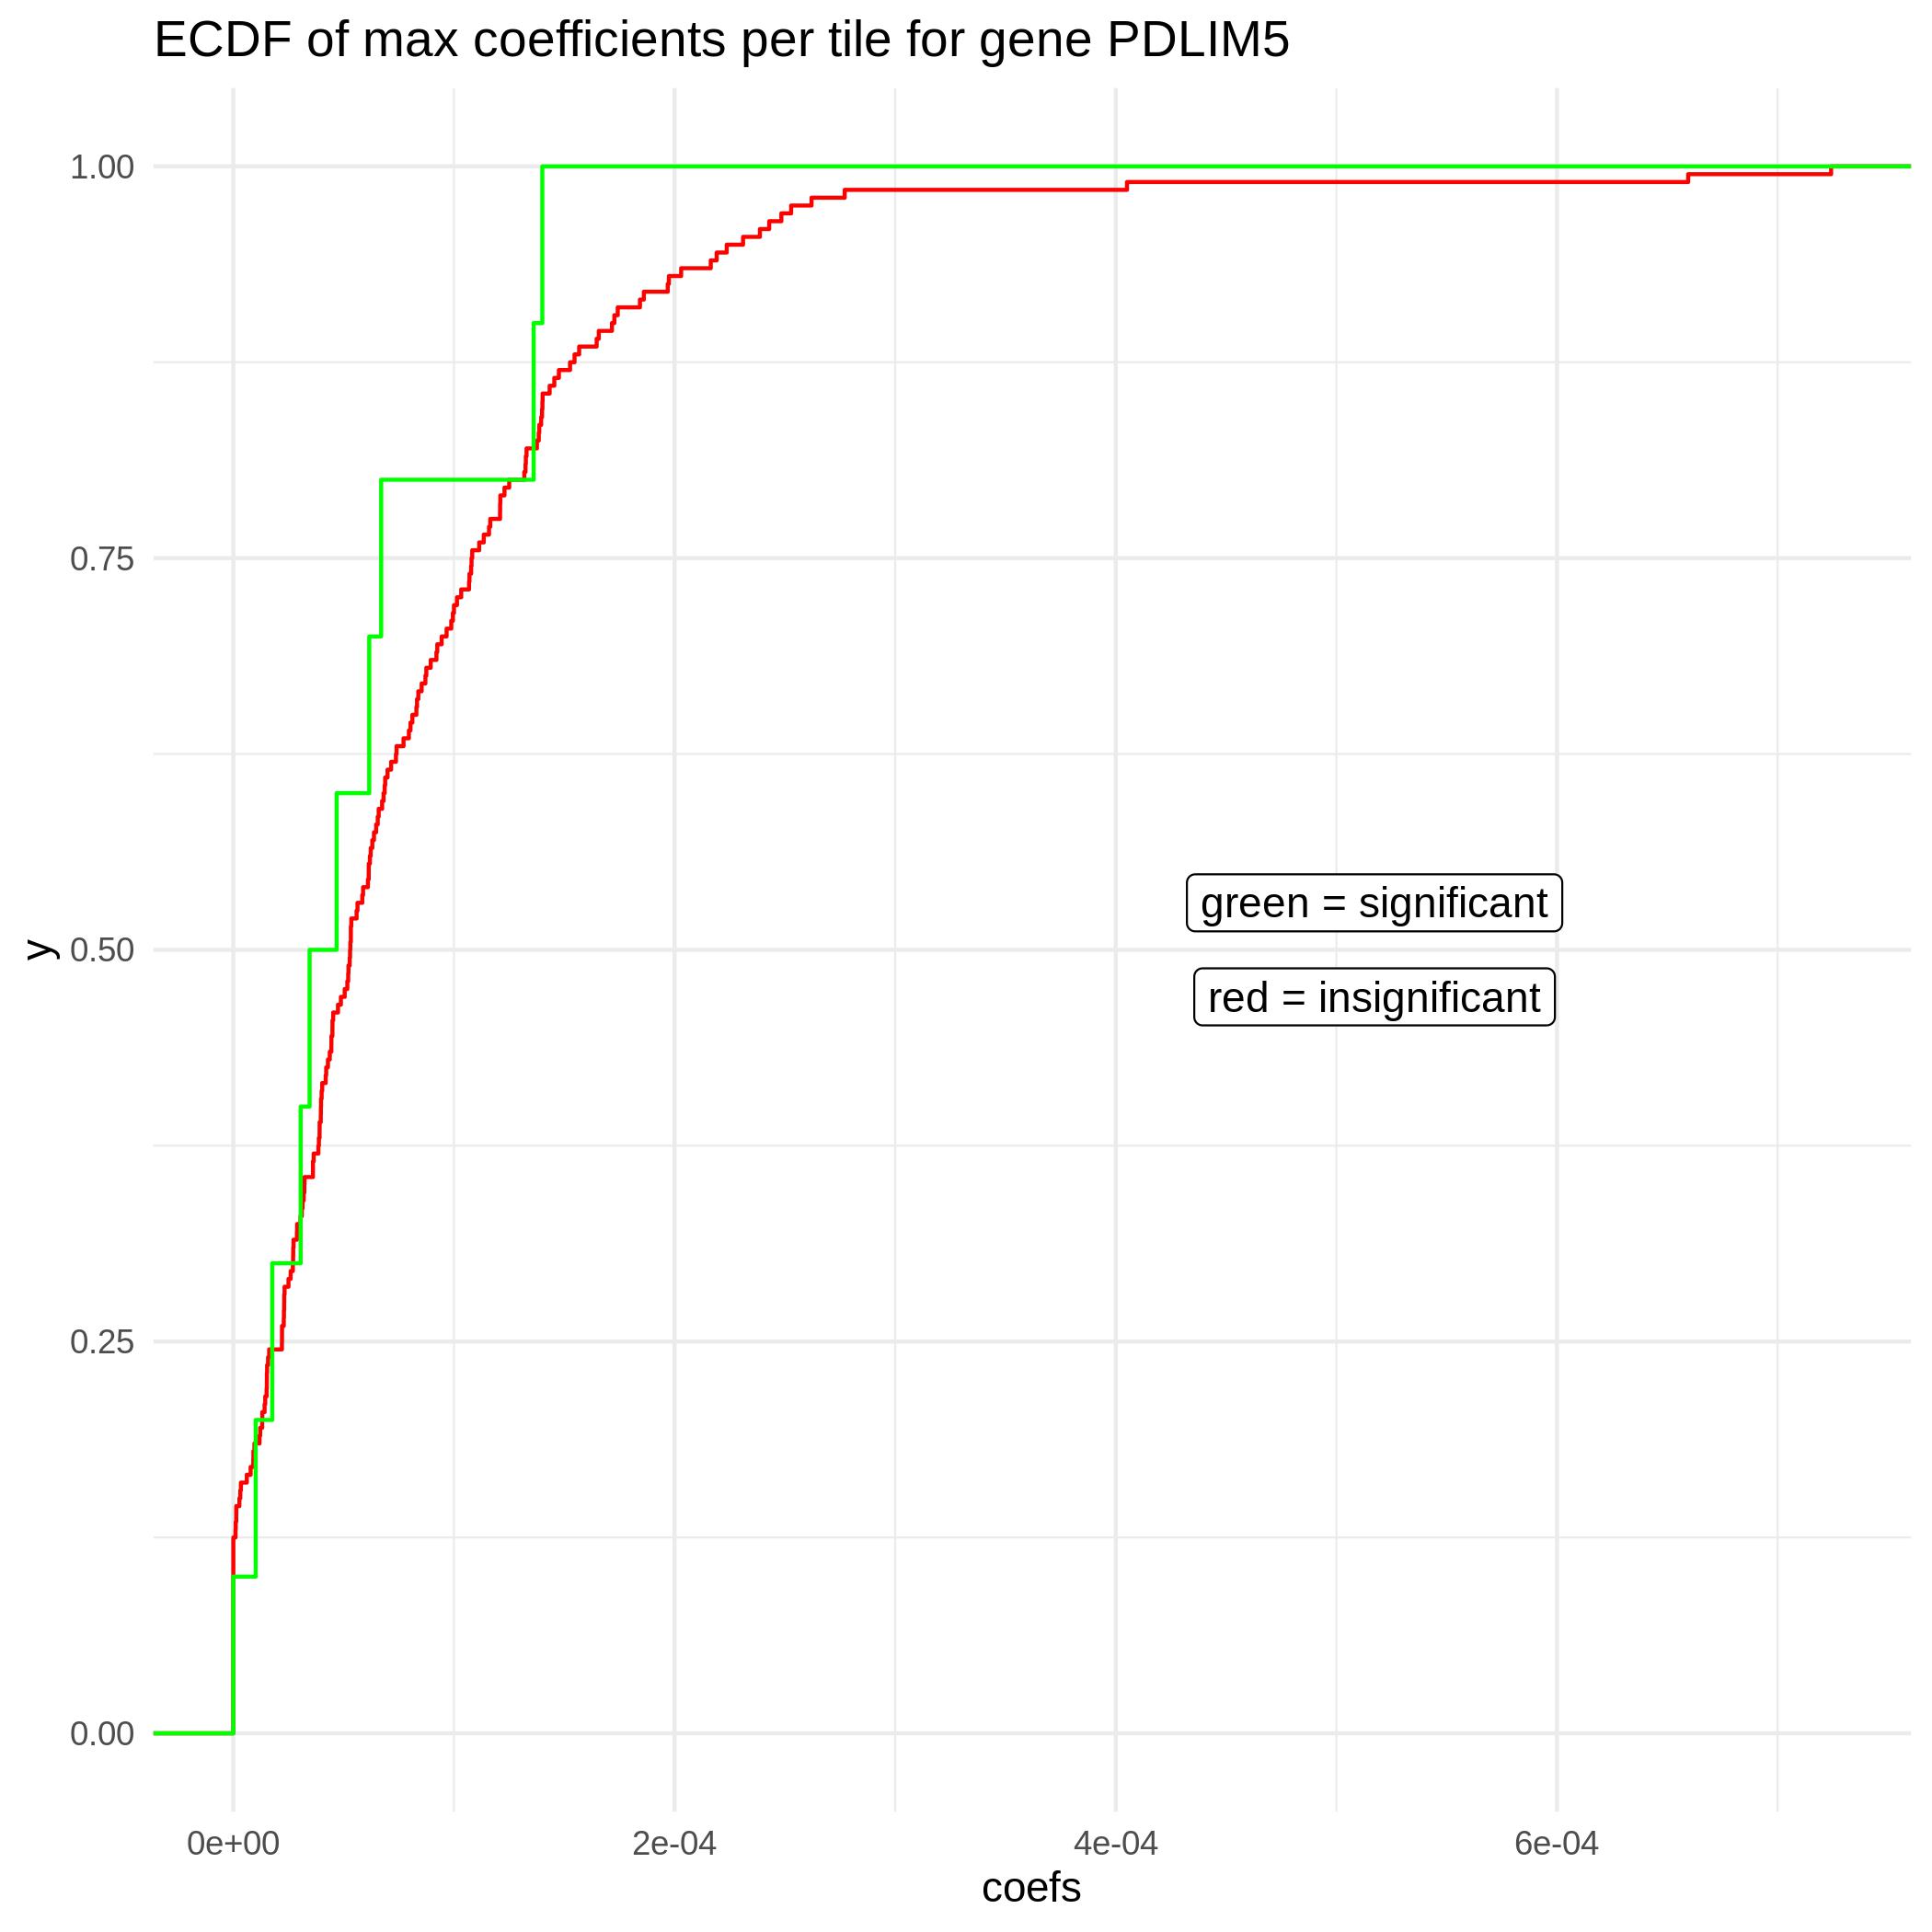 ECDF of max coefficients per tile for gene PDLIM5
1.00
0.75
0.50
0.25
0.00
y
green = significant
red = insignificant
0e+00
2e-04
4e-04
6e-04
coefs